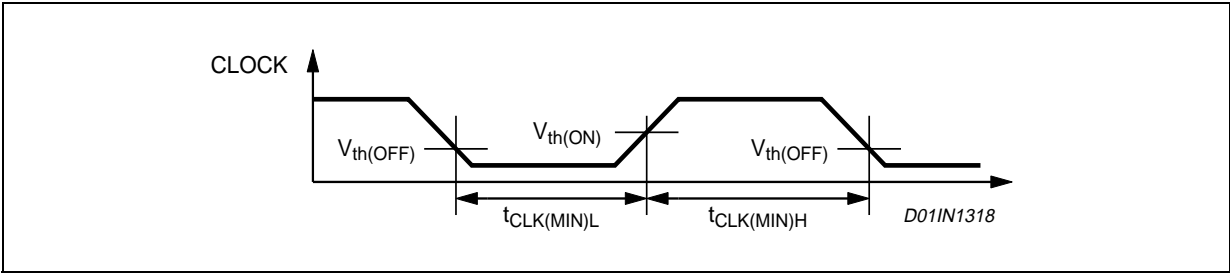 CLOCK
Vth(OFF)
Vth(ON)
Vth(OFF)
tCLK(MIN)L
tCLK(MIN)H
D01IN1318